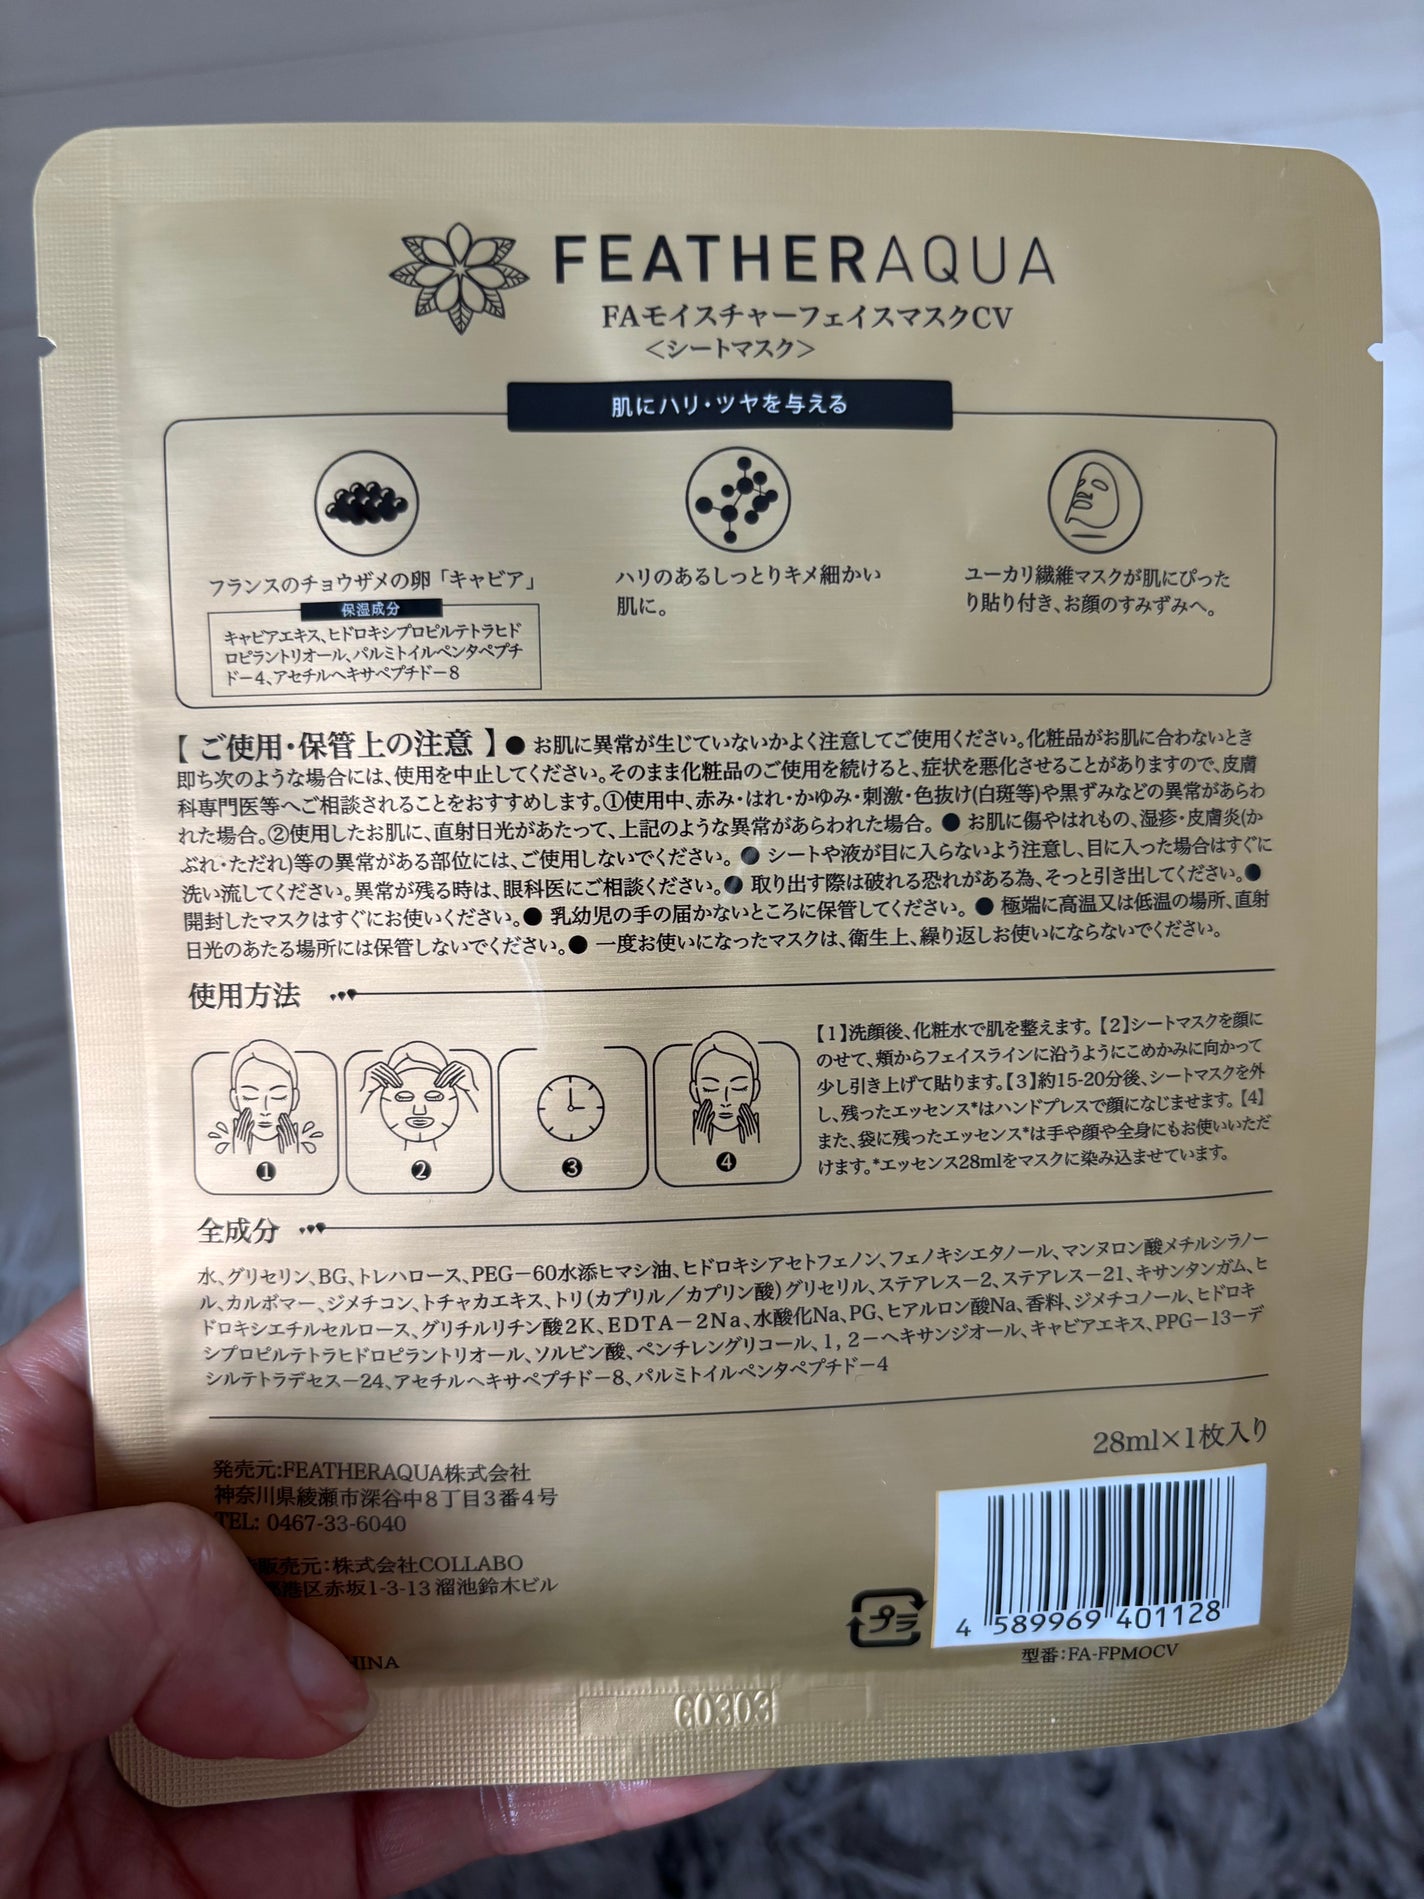 FEATHERAQUA
FAモイスチャーフェイスマスクCV
＜シートマスク＞
肌にハリ・ツヤを与える
フランスのチョウザメの卵「キャビア」
保湿成分
キャビアエキス、ヒドロキシプロピルテトラヒド
ロピラントリオール、パルミトイルペンタペプチ
ド－4、アセチルヘキサペプチド－8
ハリのあるしっとりキメ細かい
肌に。
ユーカリ繊維マスクが肌にぴった
り貼り付き、お顔のすみずみへ。
【ご使用・保管上の注意】● お肌に異常が生じていないかよく注意してご使用ください。化粧品がお肌に合わないとき
即ち次のような場合には、使用を中止してください。そのまま化粧品のご使用を続けると、症状を悪化させることがありますので、皮膚
科専門医等へご相談されることをおすすめします。①使用中、赤み・はれ・かゆみ・刺激・色抜け(白斑等)や黒ずみなどの異常があらわ
れた場合。②使用したお肌に、直射日光があたって、上記のような異常があらわれた場合。● お肌に傷やはれもの、湿疹・皮膚炎(か
ぶれ・ただれ)等の異常がある部位には、ご使用しないでください。● シートや液が目に入らないよう注意し、目に入った場合はすぐに
洗い流してください。異常が残る時は、眼科医にご相談ください。● 取り出す際は破れる恐れがある為、そっと引き出してください。●
開封したマスクはすぐにお使いください。● 乳幼児の手の届かないところに保管してください。● 極端に高温又は低温の場所、直射
日光のあたる場所には保管しないでください。● 一度お使いになったマスクは、衛生上、繰り返しお使いにならないでください。
使用方法
1 2 3 4
【1】洗顔後、化粧水で肌を整えます。【2】シートマスクを顔に
のせて、頬からフェイスラインに沿うようにこめかみに向かって
少し引き上げて貼ります。【3】約15-20分後、シートマスクを外
し、残ったエッセンス*はハンドプレスで顔になじませます。【4】
また、袋に残ったエッセンス*は手や顔や全身にもお使いいただ
けます。*エッセンス28mlをマスクに染み込ませています。
全成分
水、グリセリン、BG、トレハロース、PEG－60水添ヒマシ油、ヒドロキシアセトフェノン、フェノキシエタノール、マンヌロン酸メチルシラノー
ル、カルボマー、ジメチコン、トチャカエキス、トリ(カプリル／カプリン酸)グリセリル、ステアレス－2、ステアレス－21、キサンタンガム、ヒ
ドロキシエチルセルロース、グリチルリチン酸2K、EDTA－2Na、水酸化Na、PG、ヒアルロン酸Na、香料、ジメチコノール、ヒドロキ
シプロピルテトラヒドロピラントリオール、ソルビン酸、ペンチレングリコール、1，2－ヘキサンジオール、キャビアエキス、PPG－13－デ
シルテトラデセス－24、アセチルヘキサペプチド－8、パルミトイルペンタペプチド－4
28ml×1枚入り
発売元:FEATHERAQUA株式会社
神奈川県綾瀬市深谷中8丁目3番4号
TEL: 0467-33-6040
販売元：株式会社COLLABO
港区赤坂1-3-13 溜池鈴木ビル
プラ
4 589969 401128
型番：FA-FPMOCV
HINA